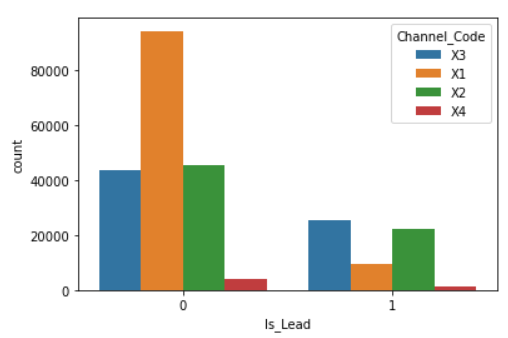 Channel_Code
X3
X1
X2
X4
80000
60000
40000
20000
0
count
0 1
Is_Lead